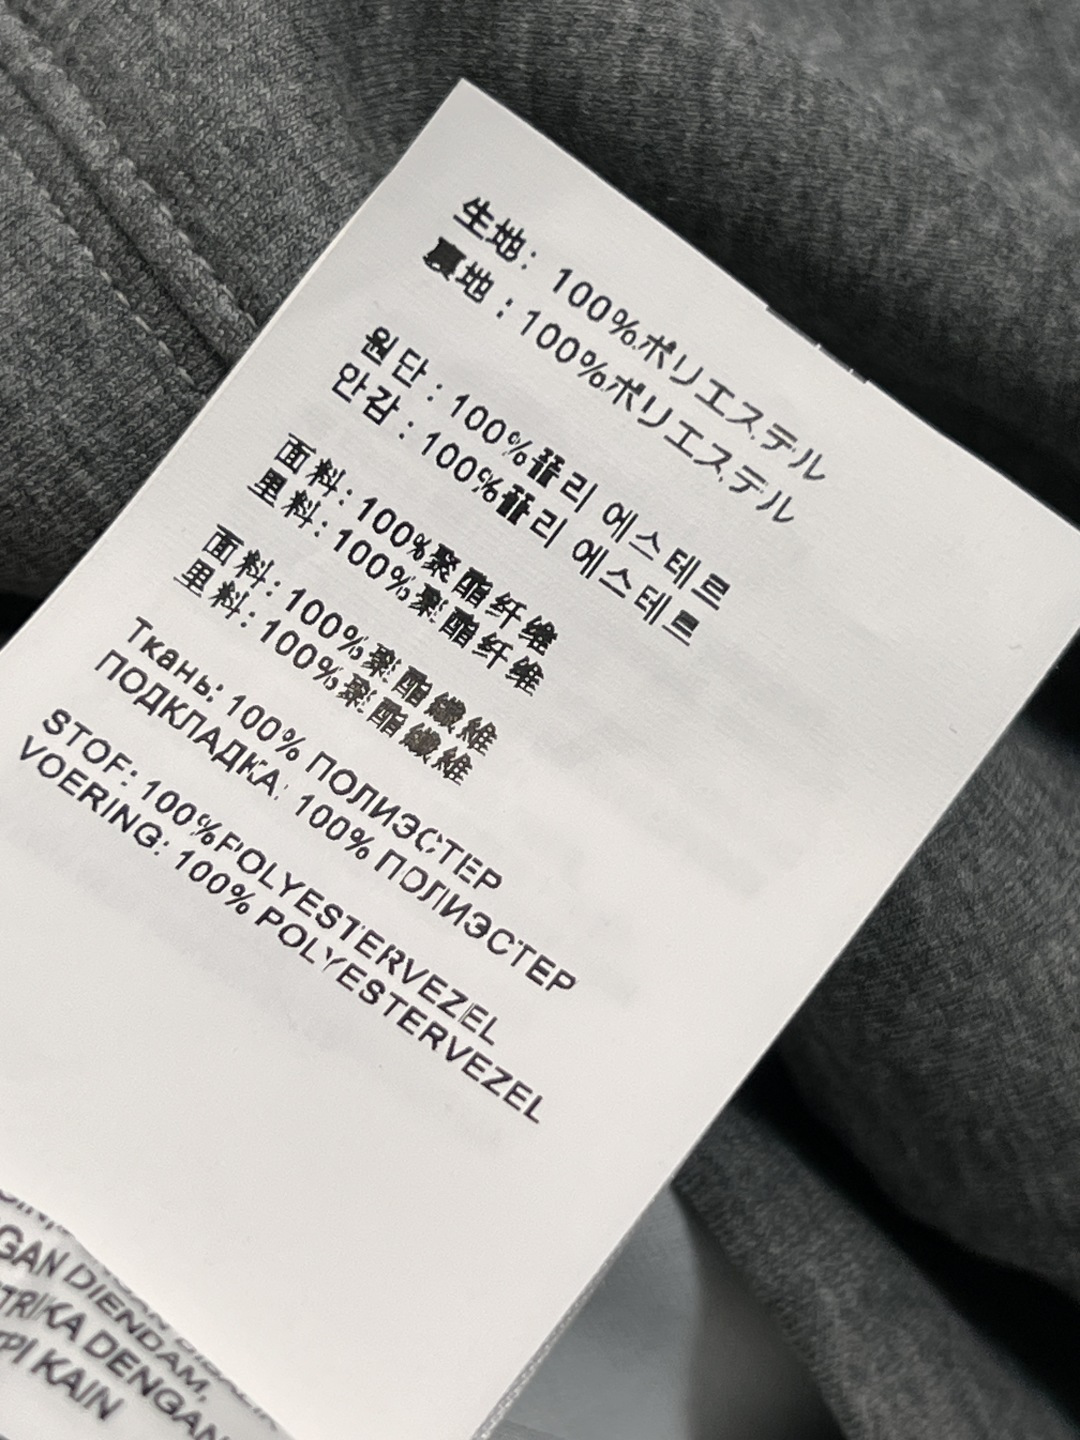 生地: 100%ポリエステル
裏地 : 100%ポリエステル
원단 : 100%폴리 에스테르
안감 : 100%폴리 에스테르
面料: 100%聚酯纤维
里料: 100%聚酯纤维
面料: 100%聚酯纖維
里料: 100%聚酯纖維
Ткань: 100% ПОЛИЭСТЕР
ПОДКЛАДКА: 100% ПОЛИЭСТЕР
STOF: 100%POLYESTERVEZEL
VOERING: 100% POLYESTERVEZEL
DIENDAM,
DENGAN
KAIN